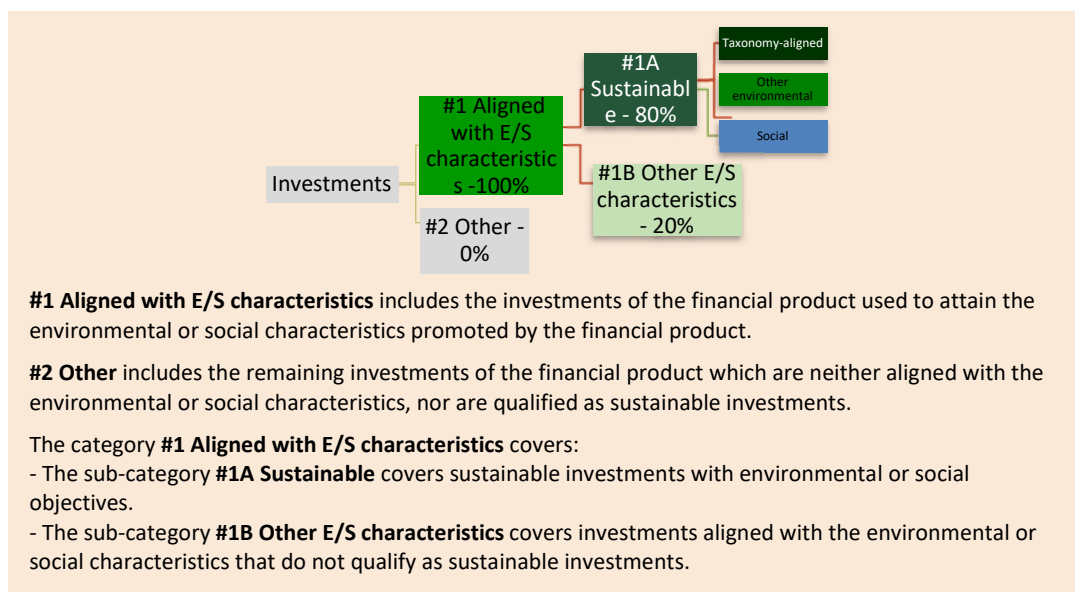 Taxonomy-aligned
#1A
Sustainabl
e - 80%
Other
environmental
#1 Aligned
with E/S
characteristic
s -100%
Social
Investments
#1B Other E/S
characteristics
- 20%
#2 Other -
0%
#1 Aligned with E/S characteristics includes the investments of the financial product used to attain the
environmental or social characteristics promoted by the financial product.
#2 Other includes the remaining investments of the financial product which are neither aligned with the
environmental or social characteristics, nor are qualified as sustainable investments.
The category #1 Aligned with E/S characteristics covers:
- The sub-category #1A Sustainable covers sustainable investments with environmental or social
objectives.
- The sub-category #1B Other E/S characteristics covers investments aligned with the environmental or
social characteristics that do not qualify as sustainable investments.